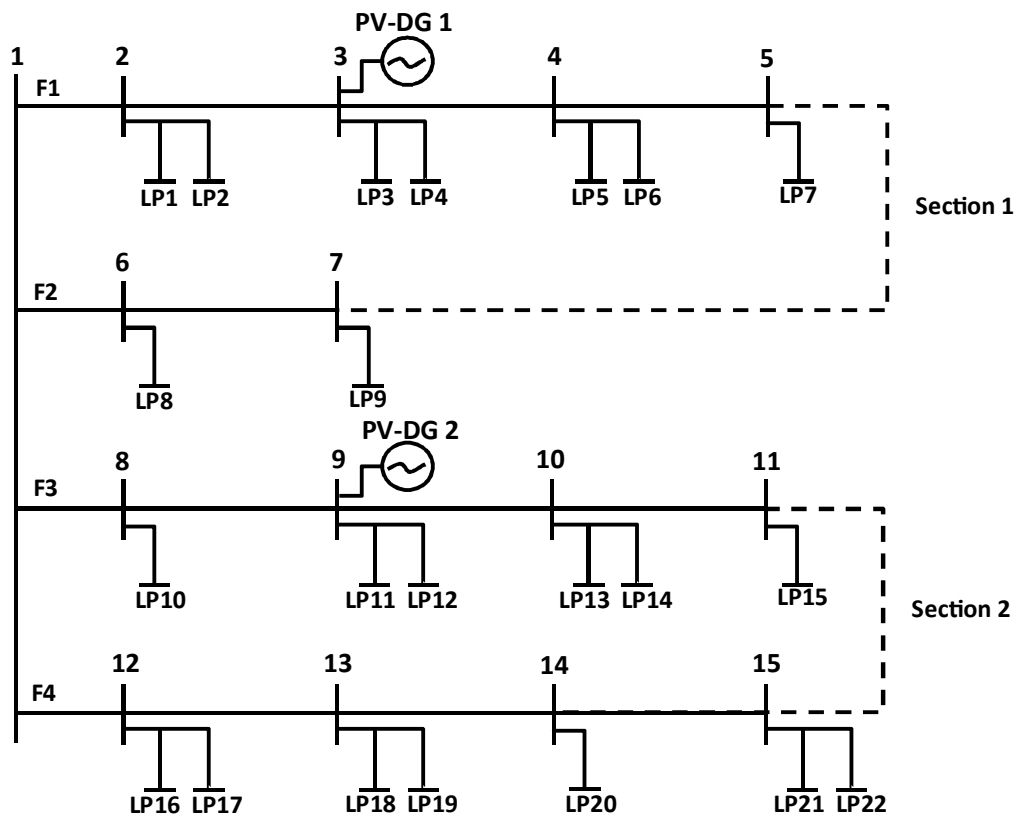 PV-DG 1
1 2 3 4 5
F1
LP1 LP2 LP3 LP4 LP5 LP6 LP7
Section 1
6 7
F2
LP8 LP9
PV-DG 2
8 9 10 11
F3
LP10 LP11 LP12 LP13 LP14 LP15
Section 2
12 13 14 15
F4
LP16 LP17 LP18 LP19 LP20 LP21 LP22